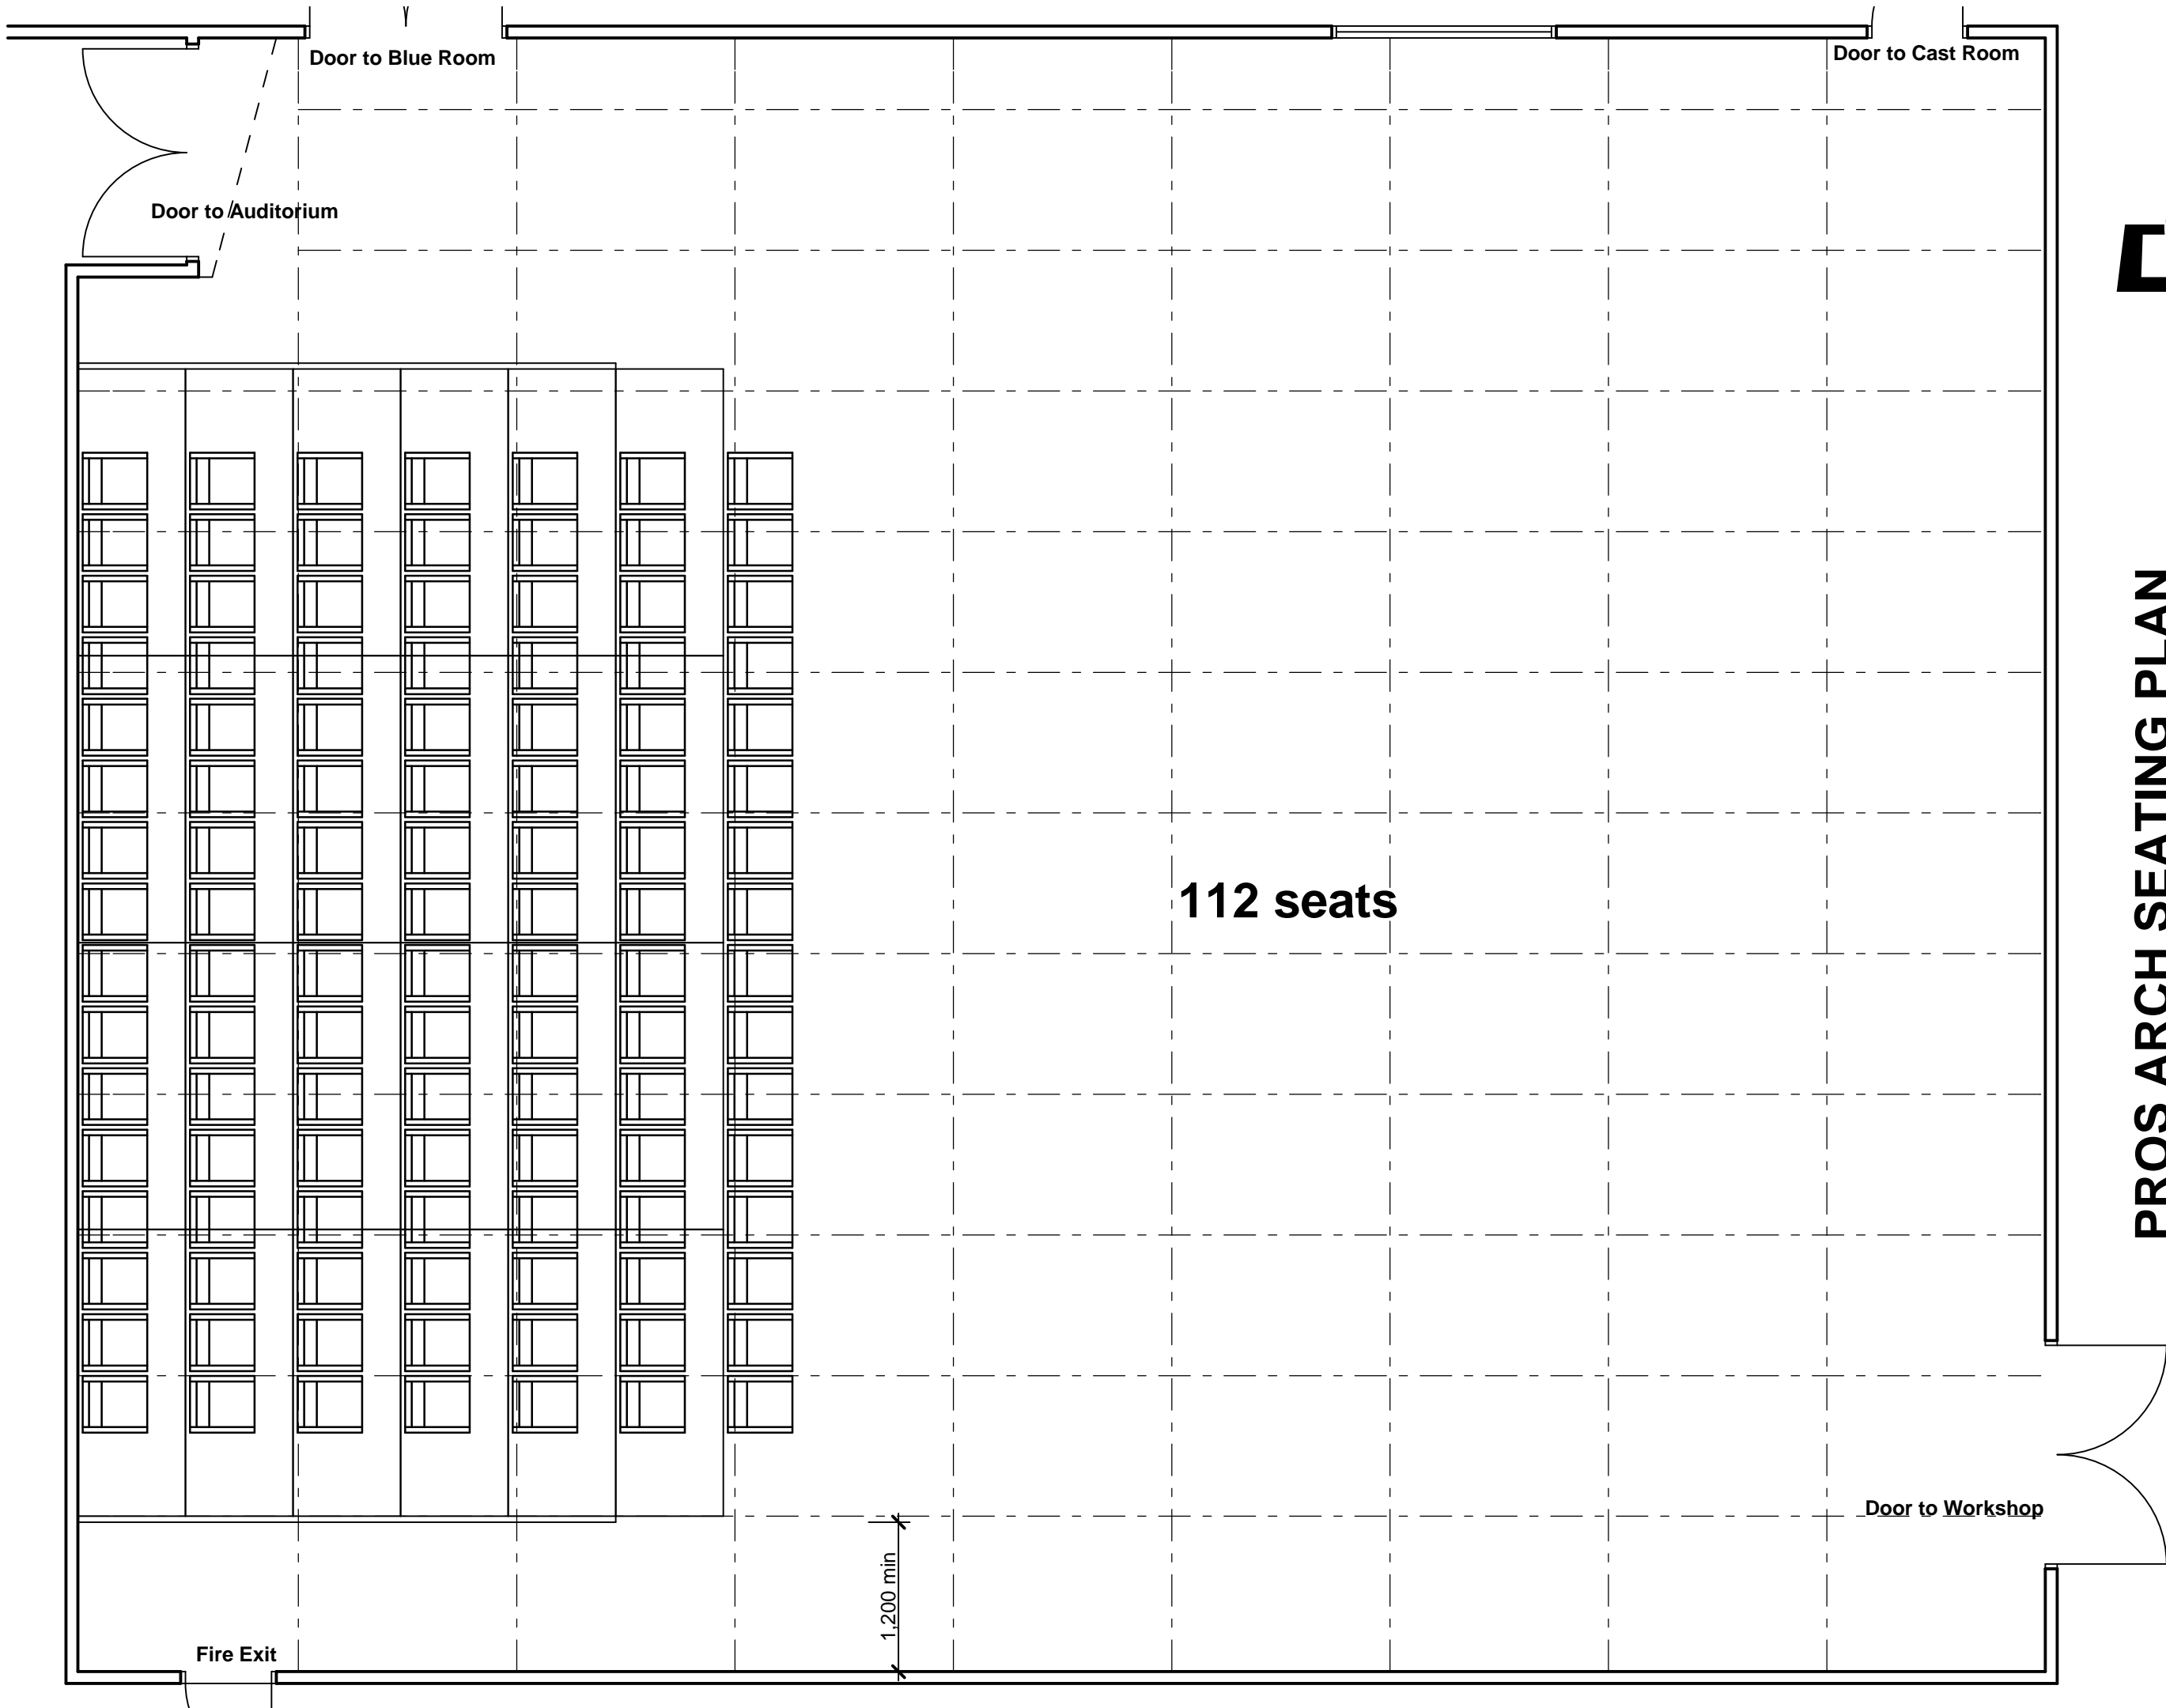 Door to Blue Room
Door to Cast Room
Door to Auditorium
112 seats
PROS ARCH SEATING PLAN
Door to Workshop
1,200 min
Fire Exit